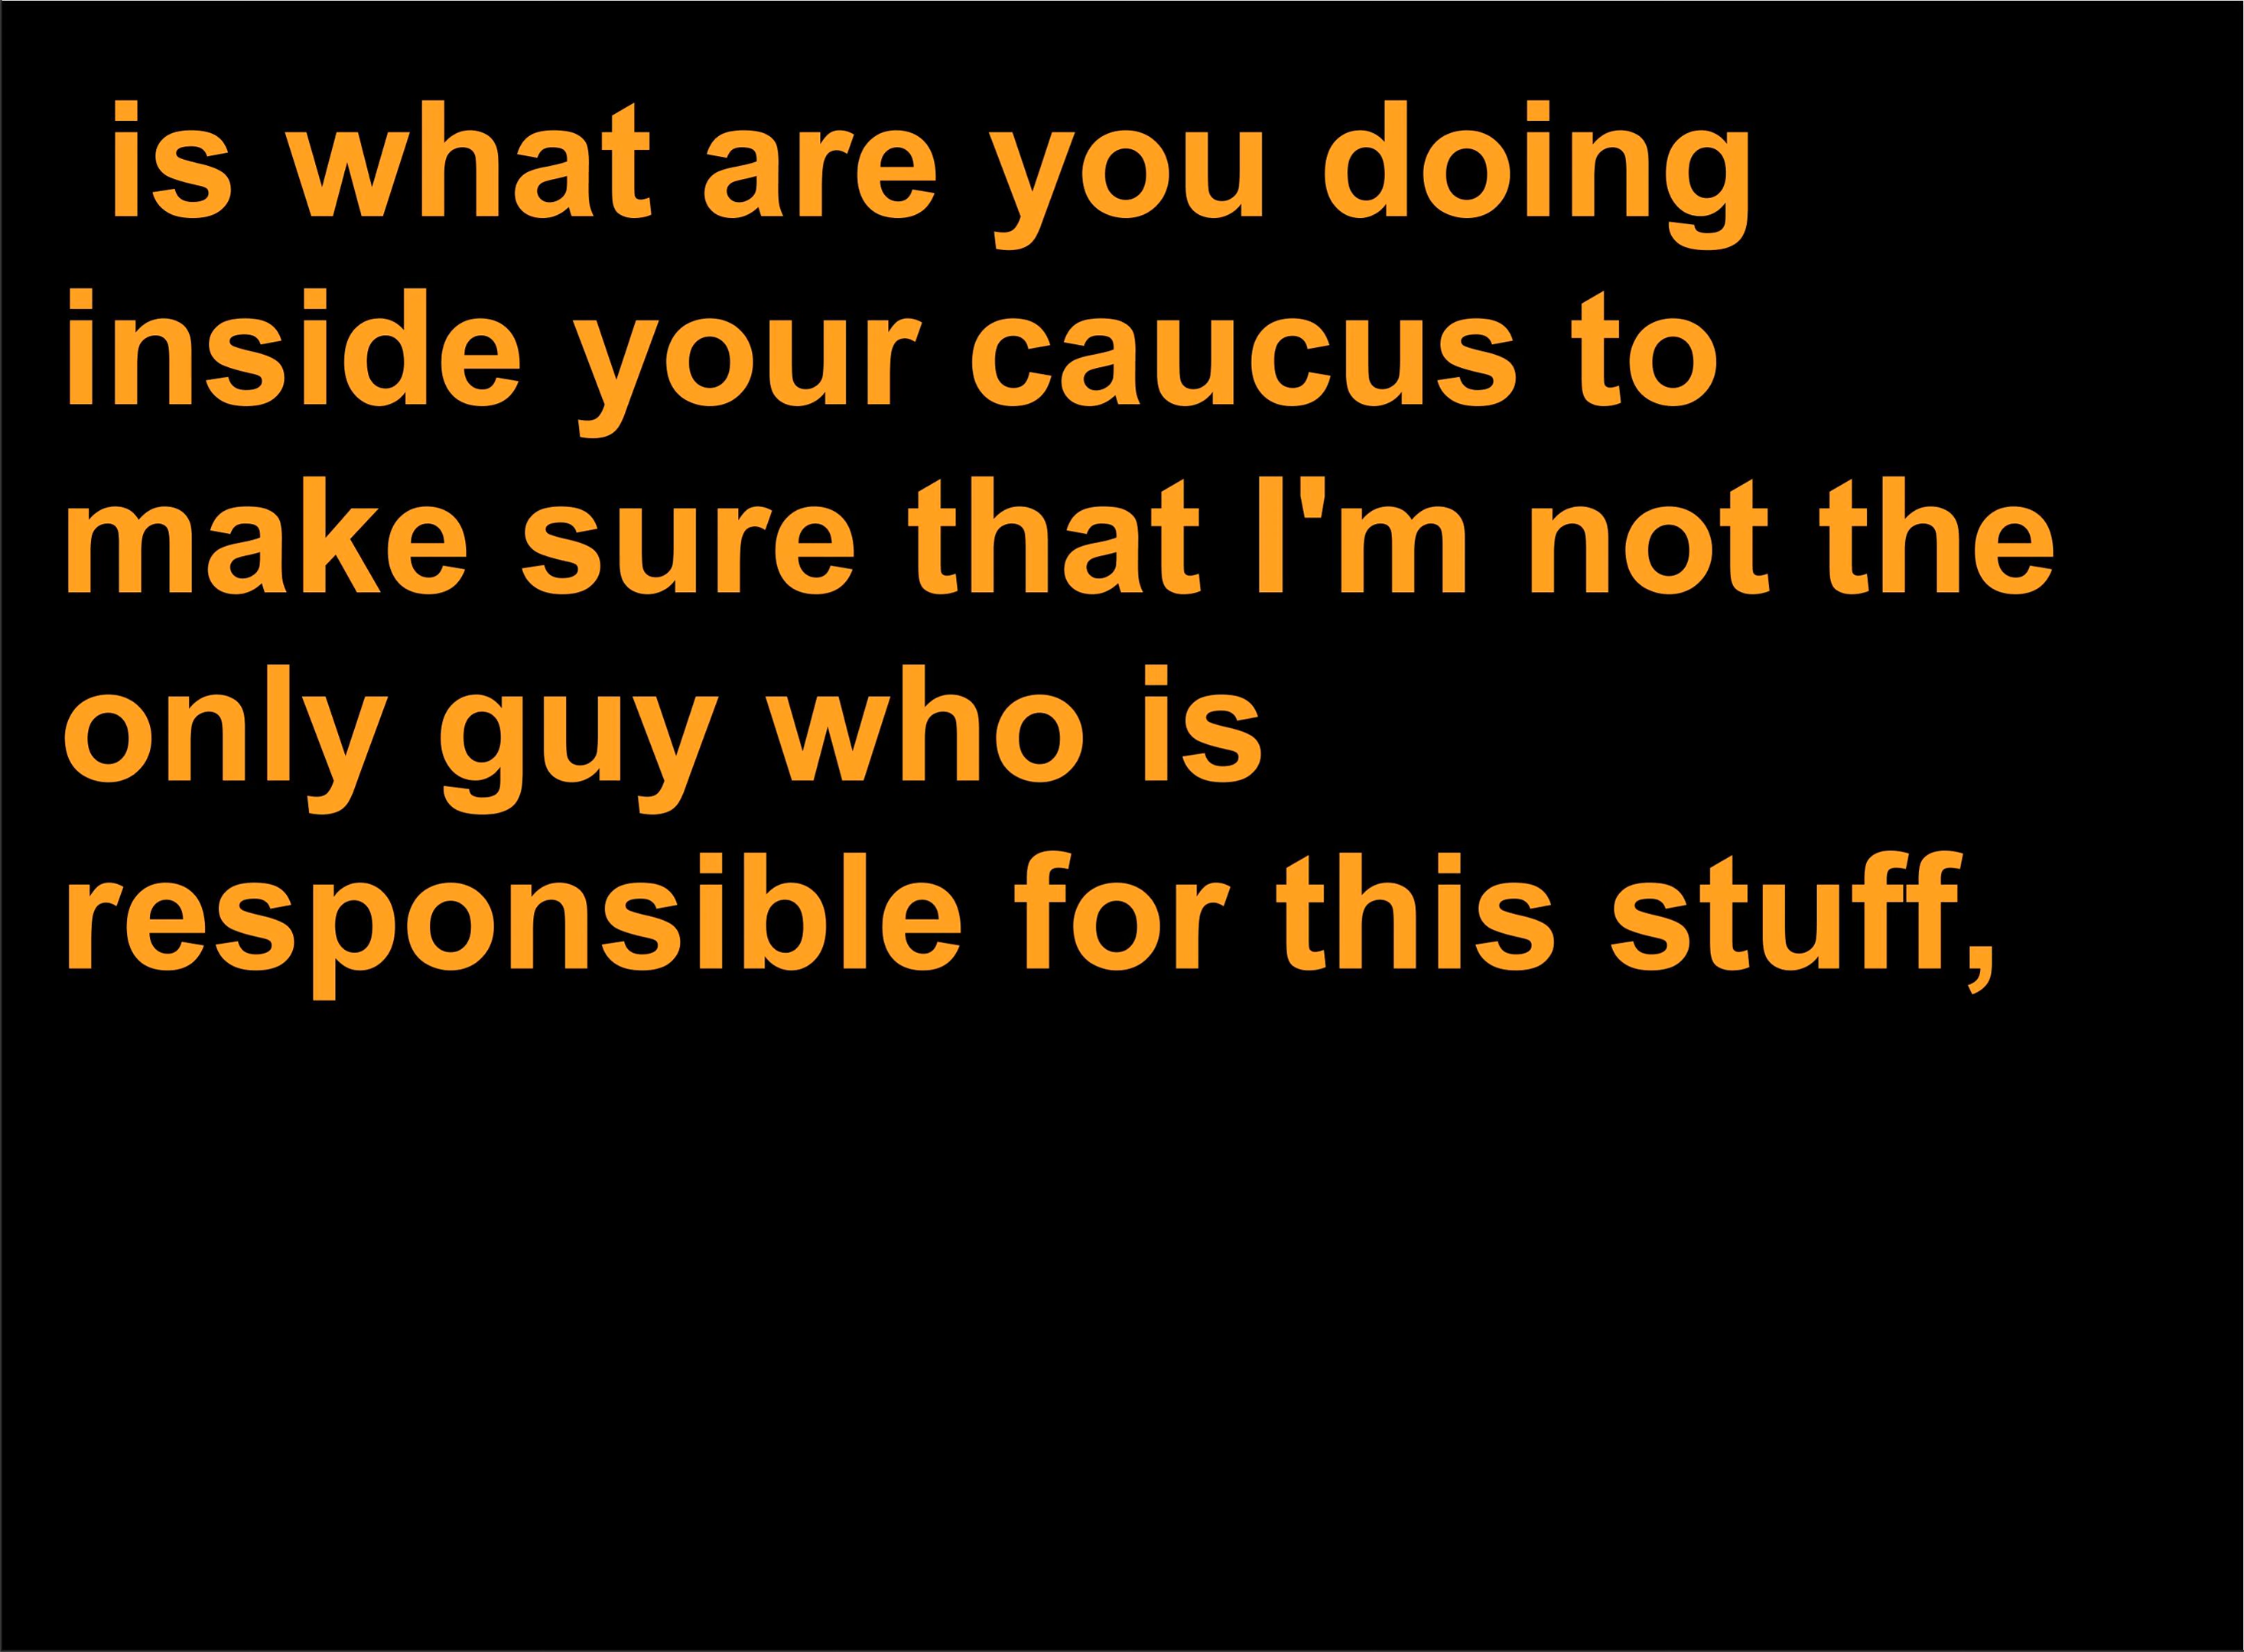 is what are you doing
inside your caucus to
make sure that I'm not the
only guy who is
responsible for this stuff,